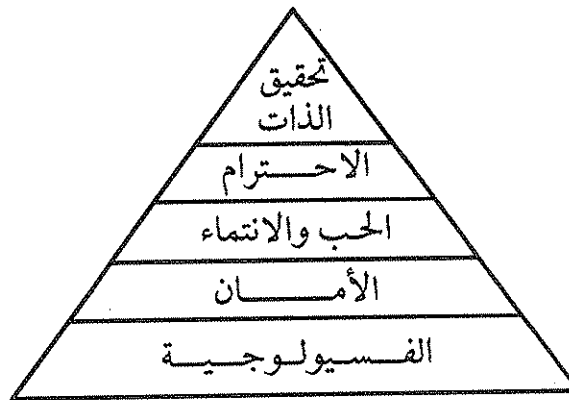 تحقيق
الذات
الاحترام
الحب والانتماء
الأمان
الفسيولوجية